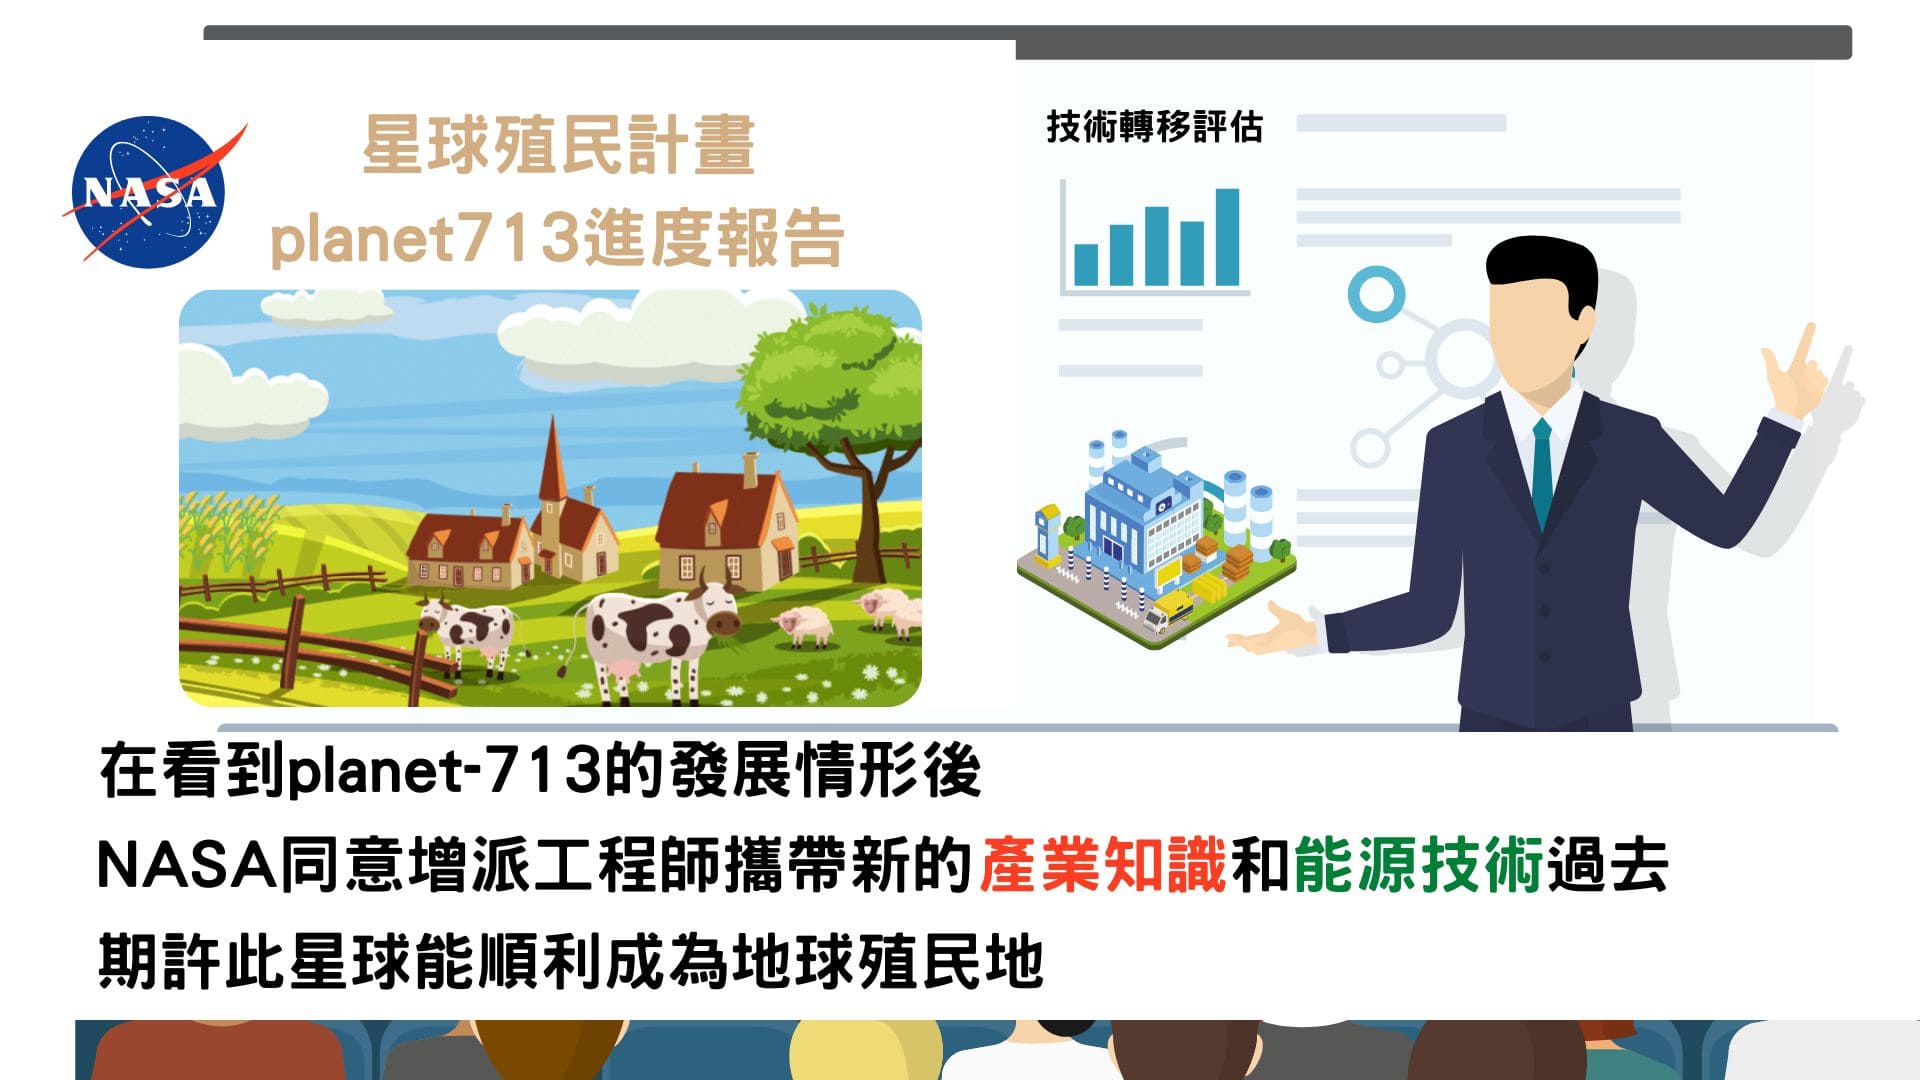 NASA
星球殖民計畫
planet713進度報告
技術轉移評估
在看到planet-713的發展情形後
NASA同意增派工程師攜帶新的產業知識和能源技術過去
期許此星球能順利成為地球殖民地